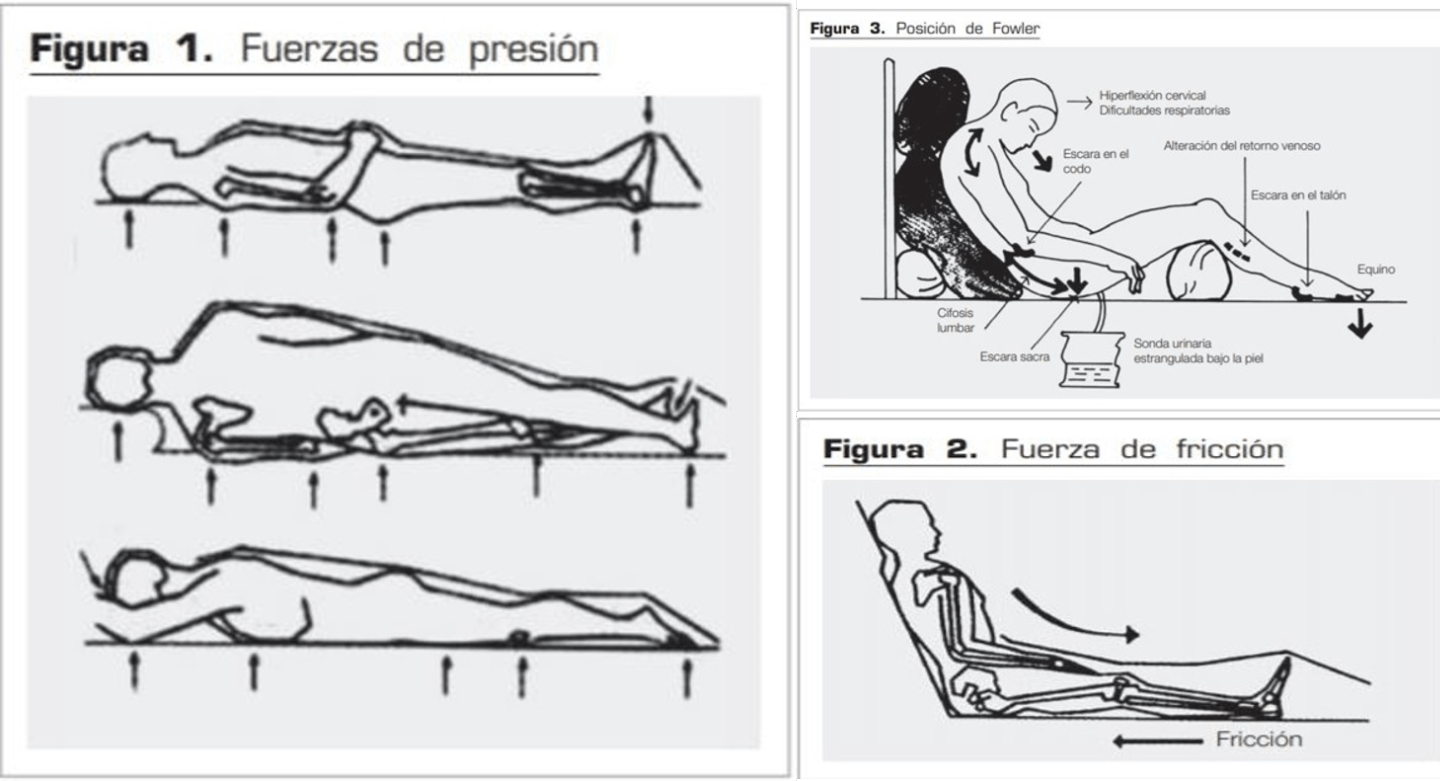 Figura 1. Fuerzas de presión
Figura 3. Posición de Fowler
Hiperflexión cervical
Dificultades respiratorias
Escara en el
codo
Alteración del retorno venoso
Escara en el talón
Equino
Cifosis
lumbar
Escara sacra
Sonda urinaria
estrangulada bajo la piel
Figura 2. Fuerza de fricción
Fricción